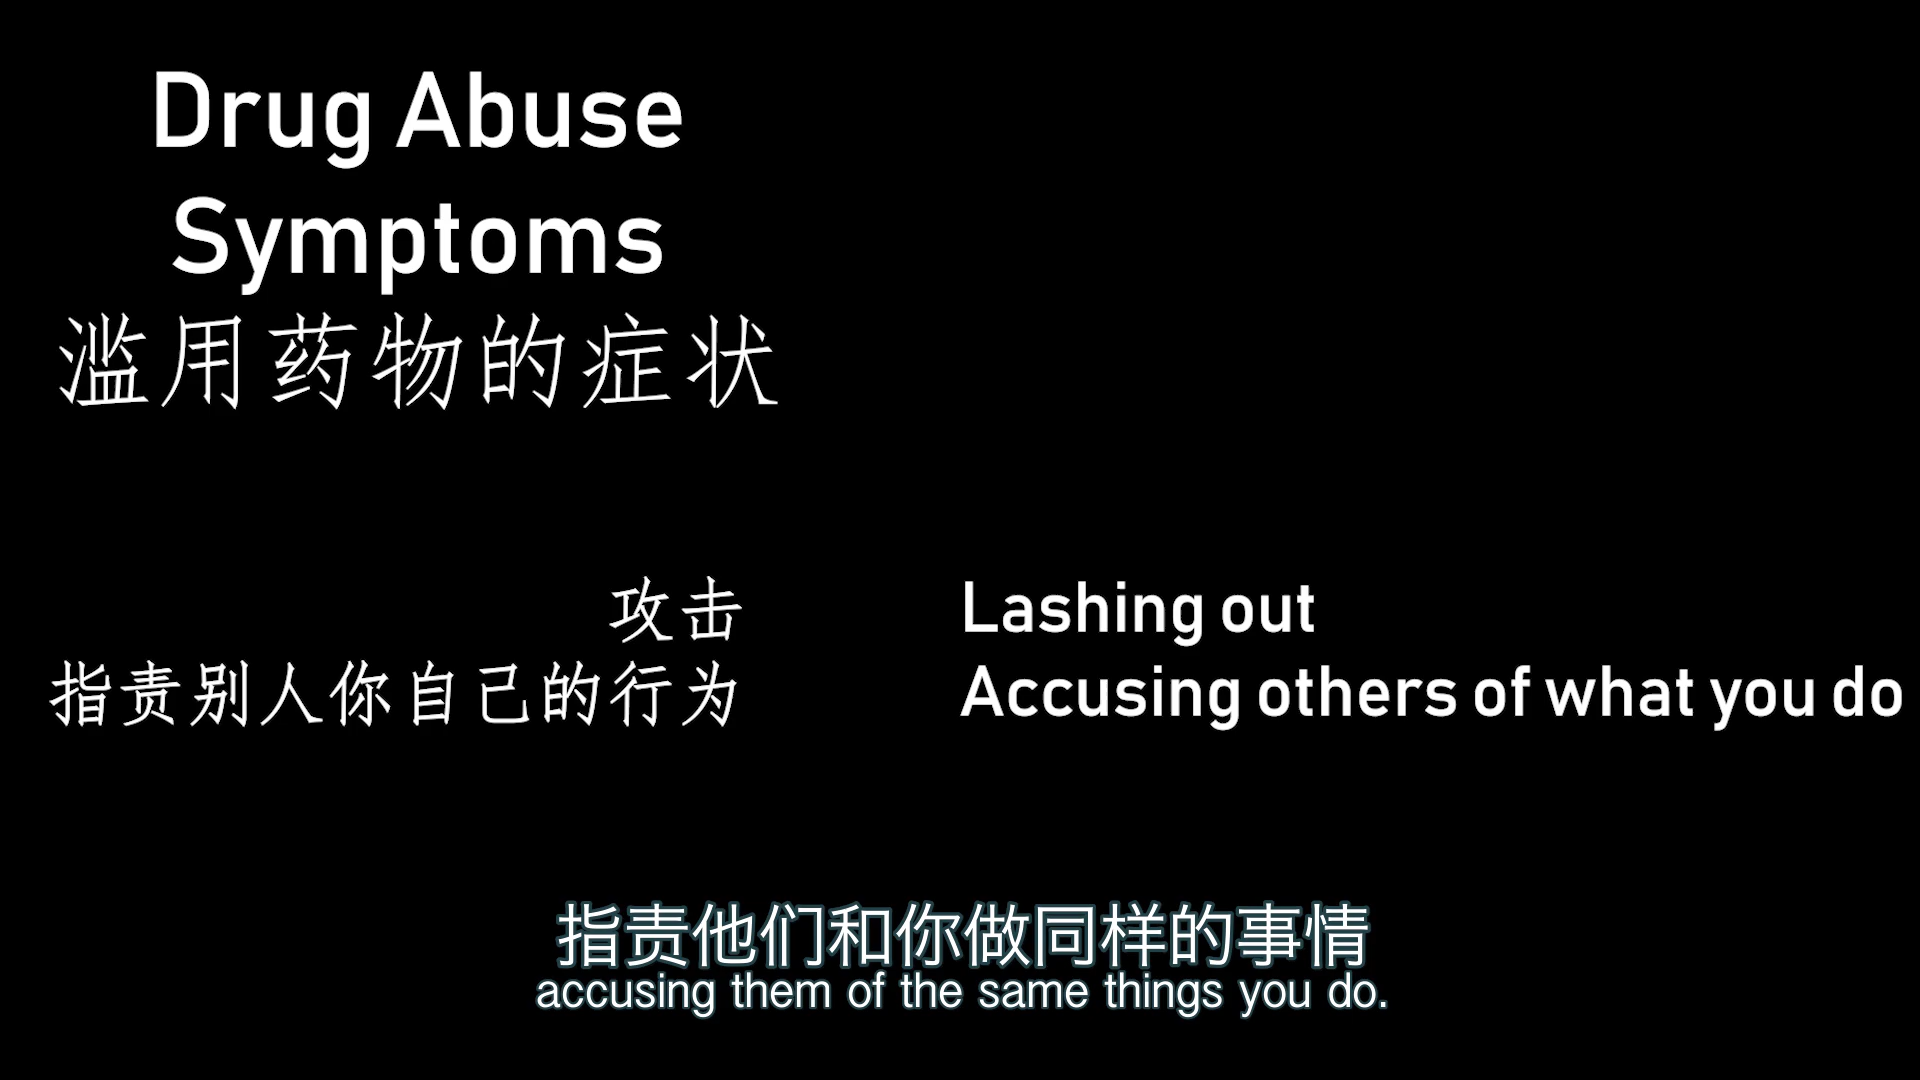 Drug Abuse
Symptoms
滥用药物的症状
攻击
Lashing out
指责别人你自己的行为
Accusing others of what you do
指责他们和你做同样的事情
accusing them of the same things you do.